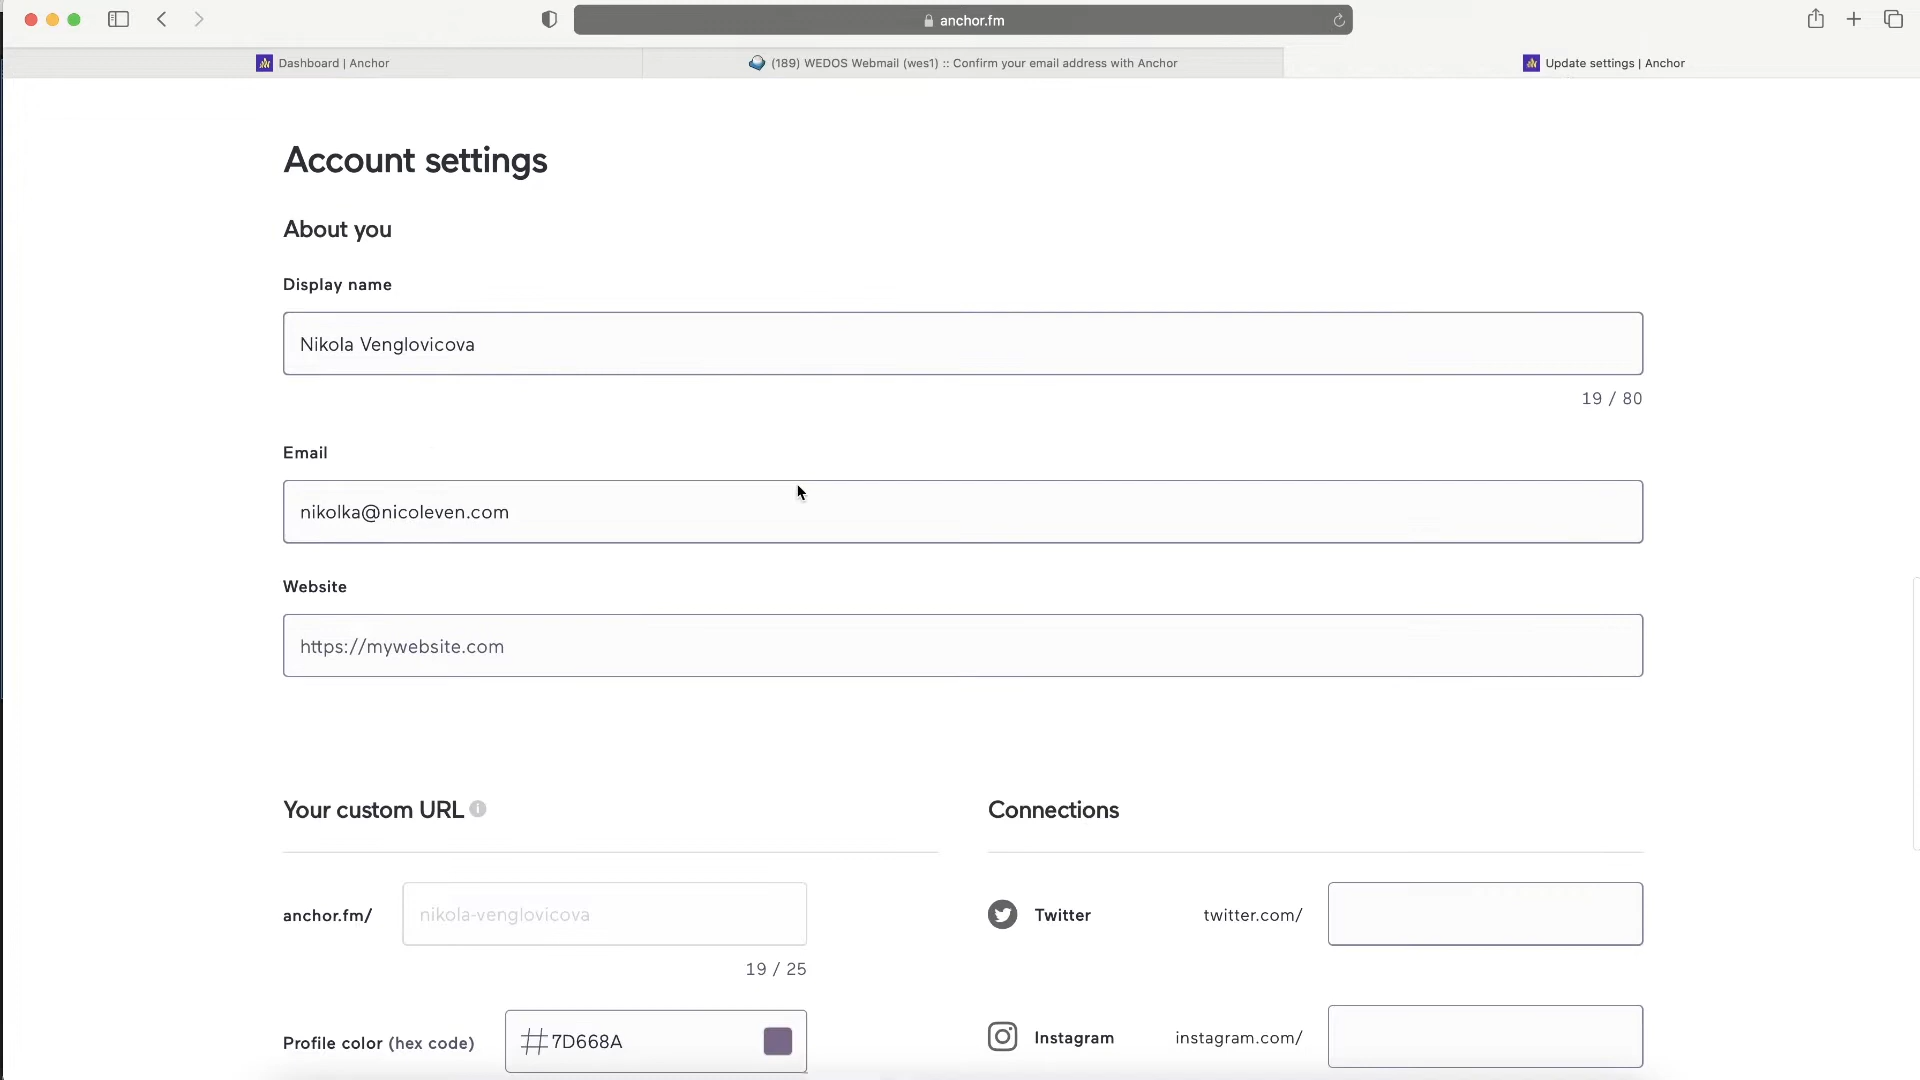 anchor.fm
Dashboard | Anchor
(189) WEDOS Webmail (wes1) :: Confirm your email address with Anchor
Update settings | Anchor
Account settings
About you
Display name
Nikola Venglovicova
19 / 80
Email
nikolka@nicoleven.com
Website
https://mywebsite.com
Your custom URL
anchor.fm/
nikola-venglovicova
19 / 25
Profile color (hex code)
#7D668A
Connections
Twitter
twitter.com/
Instagram
instagram.com/